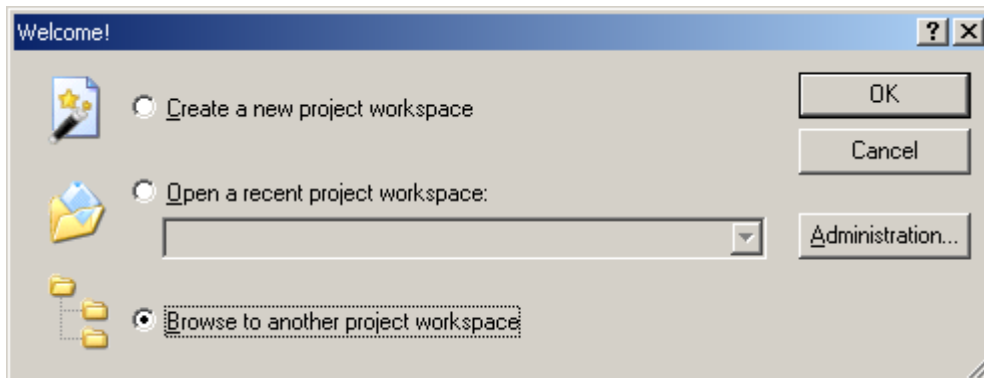 Welcome!
Create a new project workspace
OK
Cancel
Open a recent project workspace:
Administration...
Browse to another project workspace